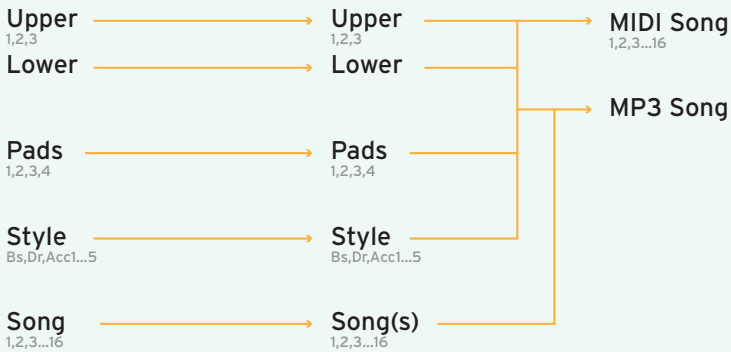 Upper
1,2,3
Upper
1,2,3
MIDI Song
1,2,3...16
Lower
Lower
MP3 Song
Pads
1,2,3,4
Pads
1,2,3,4
Style
Bs,Dr,Acc1...5
Style
Bs,Dr,Acc1...5
Song
1,2,3...16
Song(s)
1,2,3...16